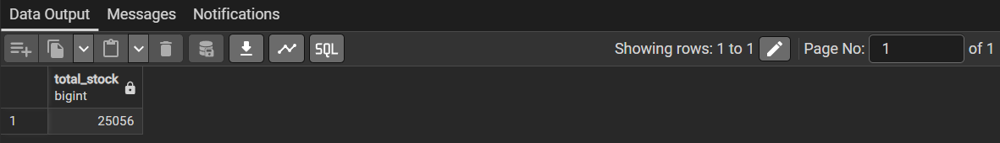 Data Output Messages Notifications
SQL Showing rows: 1 to 1 Page No: 1 of 1
total_stock
bigint
1 25056